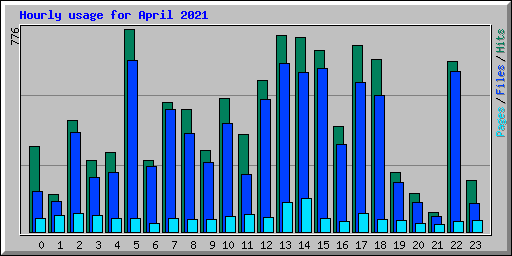 Hourly usage for April 2021
776
Pages / Files / Hits
0 1 2 3 4 5 6 7 8 9 10 11 12 13 14 15 16 17 18 19 20 21 22 23